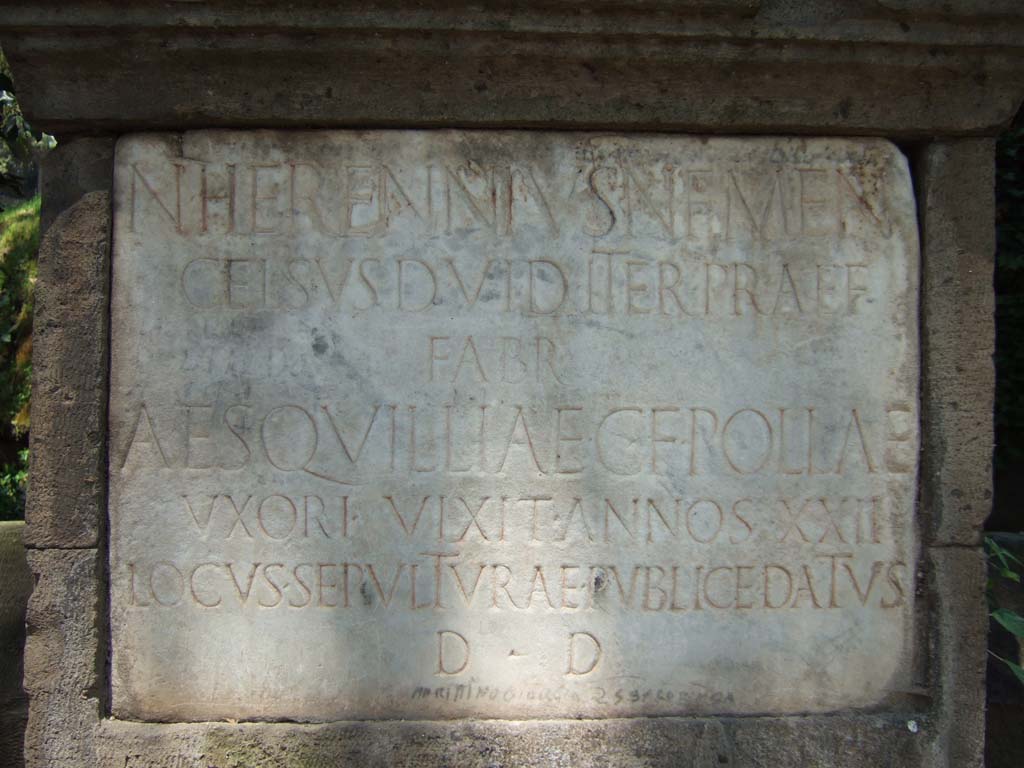 N·HERENNIVS·N·F·MEN
CELSVS·D·V·I·D·ITER·PRAEF
FABR
AESQVILLIAE·C·F·POLLAE
VXORI·VIXIT·ANNOS·XXII
LOCVS·SEPVLTVRAE·PVBLICE·DATVS
D·D